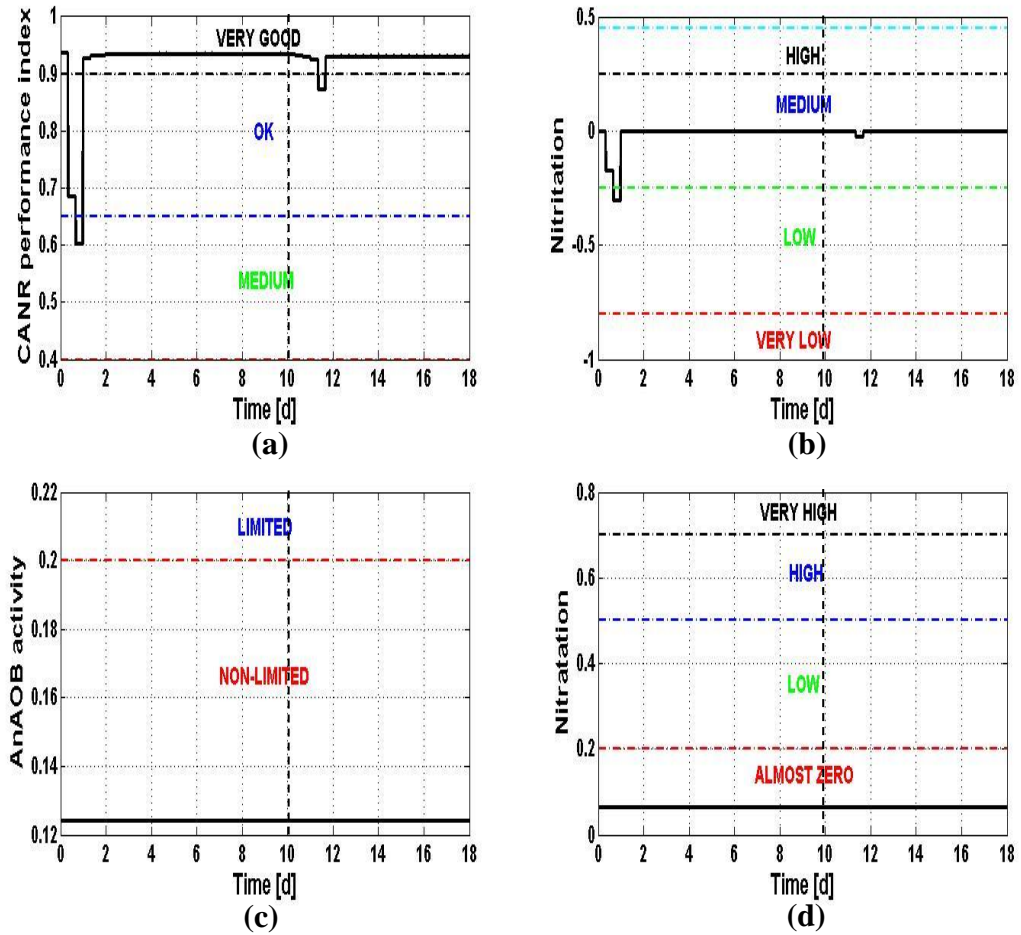 CANR performance index
1
0.9
0.8
0.7
0.6
0.5
0.4
VERY GOOD
OK
MEDIUM
0 2 4 6 8 10 12 14 16 18
Time [d]
(a)
Nitritation
0.5
0
-0.5
-1
HIGH
MEDIUM
LOW
VERY LOW
0 2 4 6 8 10 12 14 16 18
Time [d]
(b)
AnAOB activity
0.22
0.2
0.18
0.16
0.14
0.12
LIMITED
NON-LIMITED
0 2 4 6 8 10 12 14 16 18
Time [d]
(c)
Nitratation
0.8
0.6
0.4
0.2
0
VERY HIGH
HIGH
LOW
ALMOST ZERO
0 2 4 6 8 10 12 14 16 18
Time [d]
(d)